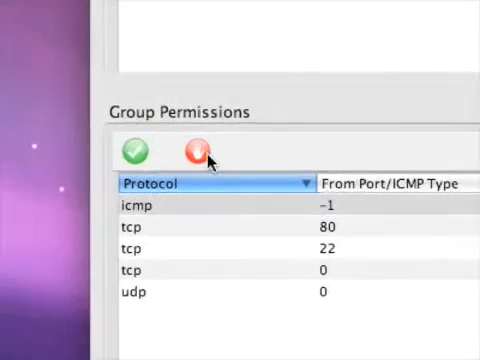 Group Permissions
Protocol From Port/ICMP Type
icmp -1
tcp 80
tcp 22
tcp 0
udp 0